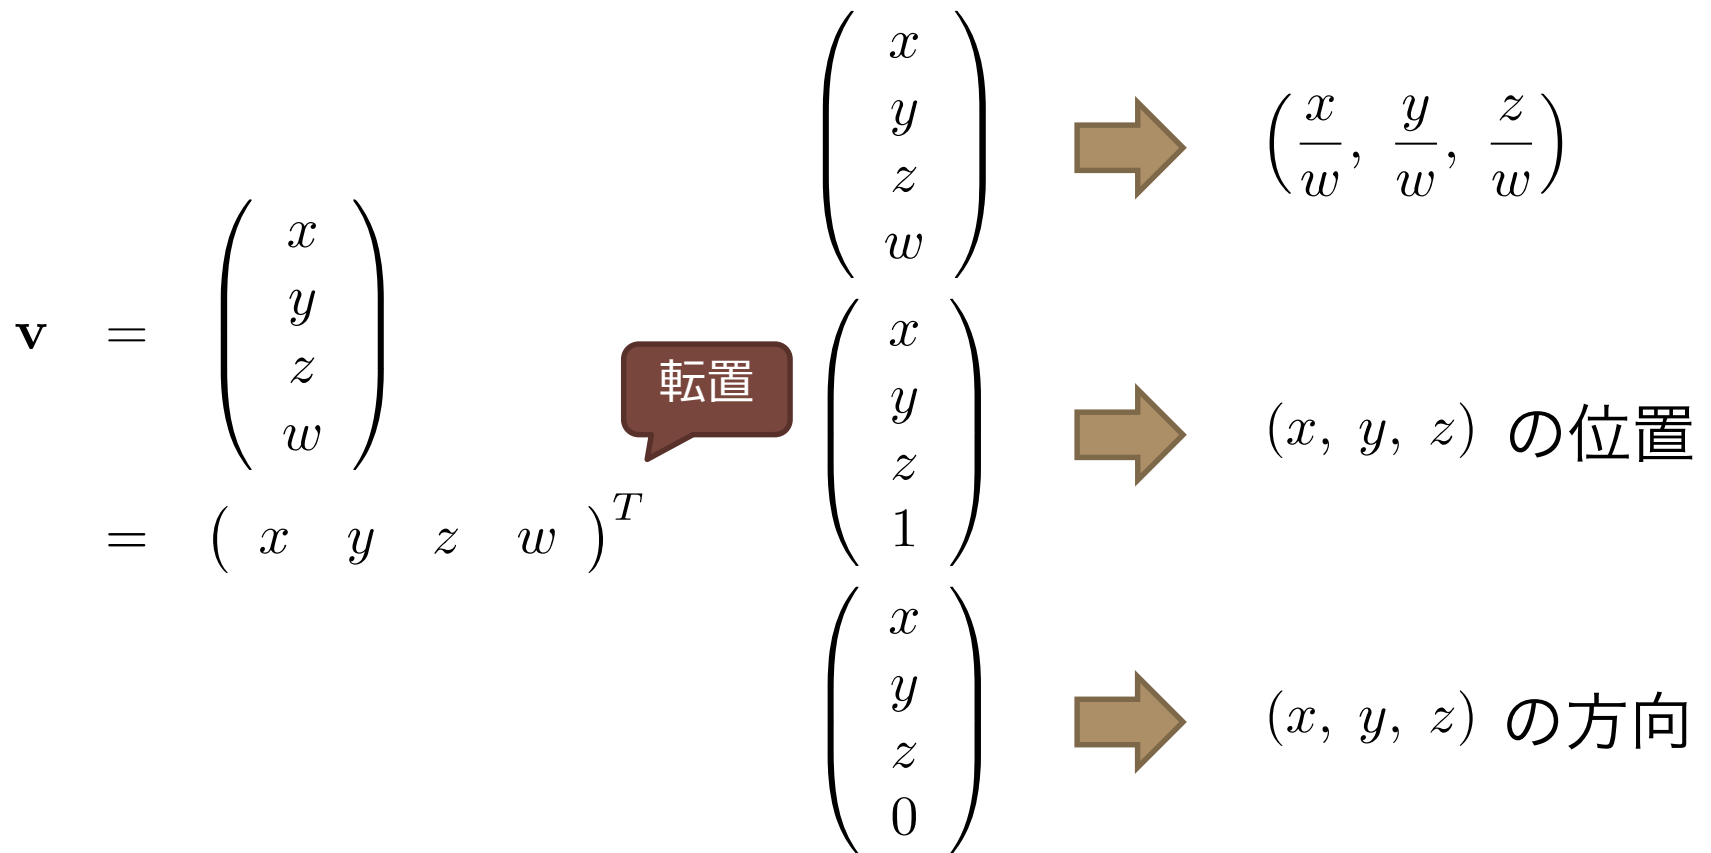 v = ( x
y
z
w )
= ( x y z w )^T
転置
( x
y
z
w )
(x/w, y/w, z/w)
( x
y
z
1 )
(x, y, z) の位置
( x
y
z
0 )
(x, y, z) の方向